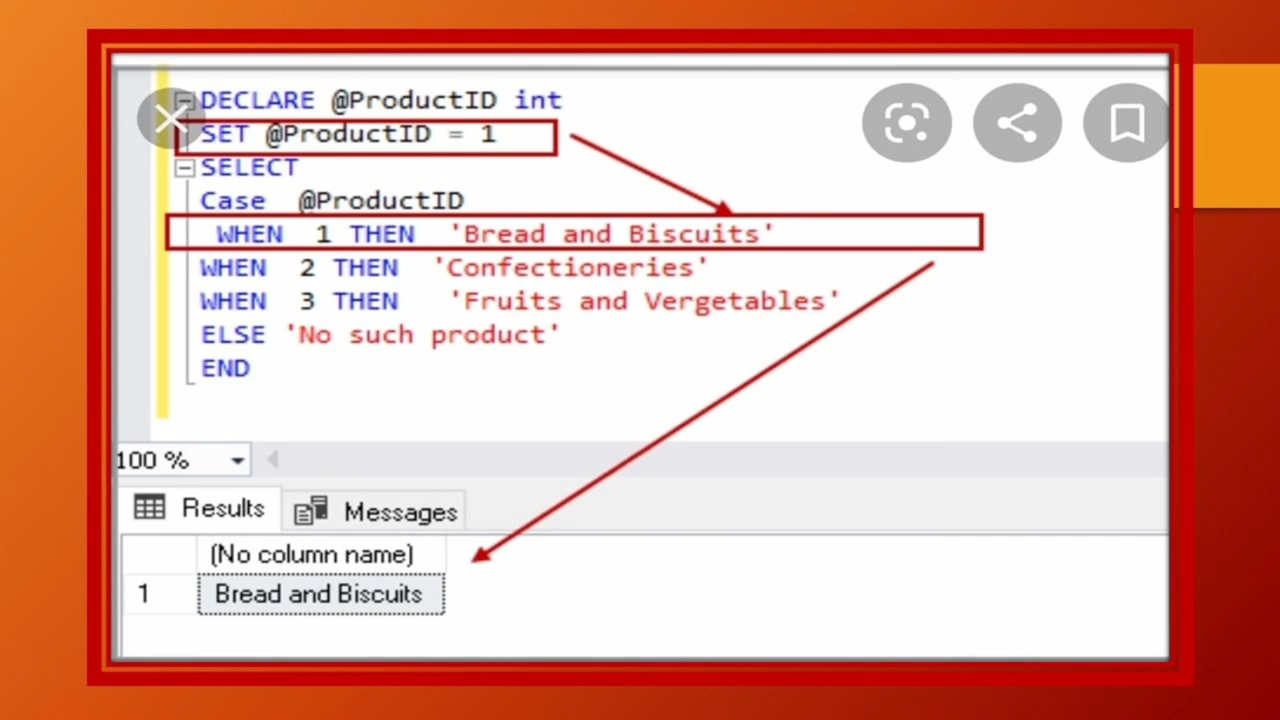 DECLARE @ProductID int
SET @ProductID = 1
SELECT
Case @ProductID
WHEN 1 THEN 'Bread and Biscuits'
WHEN 2 THEN 'Confectioneries'
WHEN 3 THEN 'Fruits and Vergetables'
ELSE 'No such product'
END
100 %
Results Messages
(No column name)
1 Bread and Biscuits